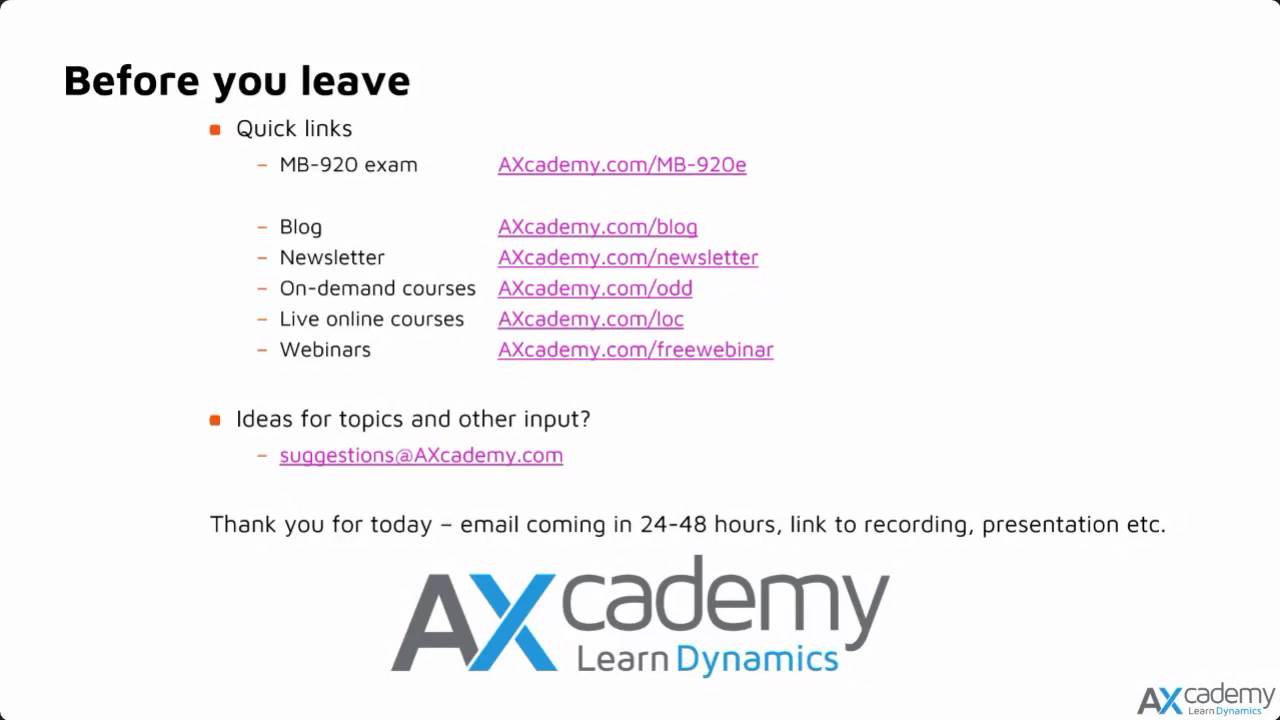 Before you leave
Quick links
– MB-920 exam AXcademy.com/MB-920e
– Blog AXcademy.com/blog
– Newsletter AXcademy.com/newsletter
– On-demand courses AXcademy.com/odd
– Live online courses AXcademy.com/loc
– Webinars AXcademy.com/freewebinar
Ideas for topics and other input?
– suggestions@AXcademy.com
Thank you for today – email coming in 24-48 hours, link to recording, presentation etc.
AXcademy
Learn Dynamics
AXcademy
Learn Dynamics